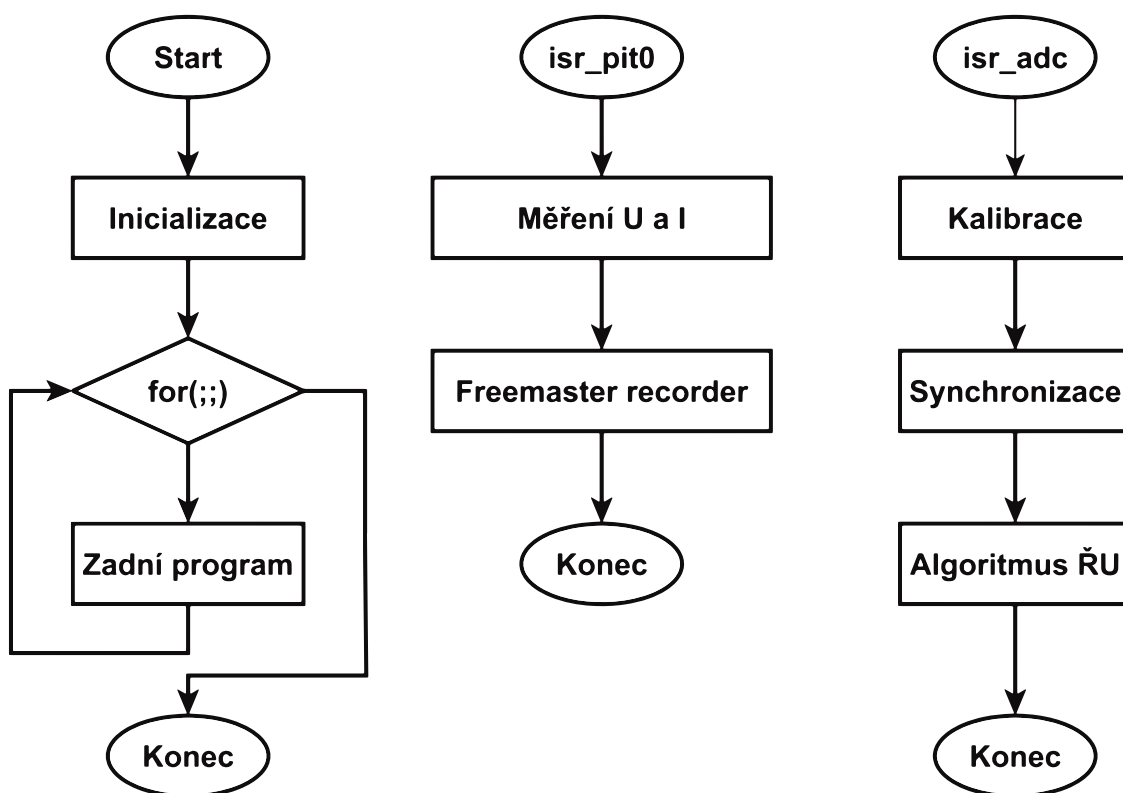 Start
Inicializace
for(;;)
Zadní program
Konec
isr_pit0
Měření U a I
Freemaster recorder
Konec
isr_adc
Kalibrace
Synchronizace
Algoritmus ŘU
Konec